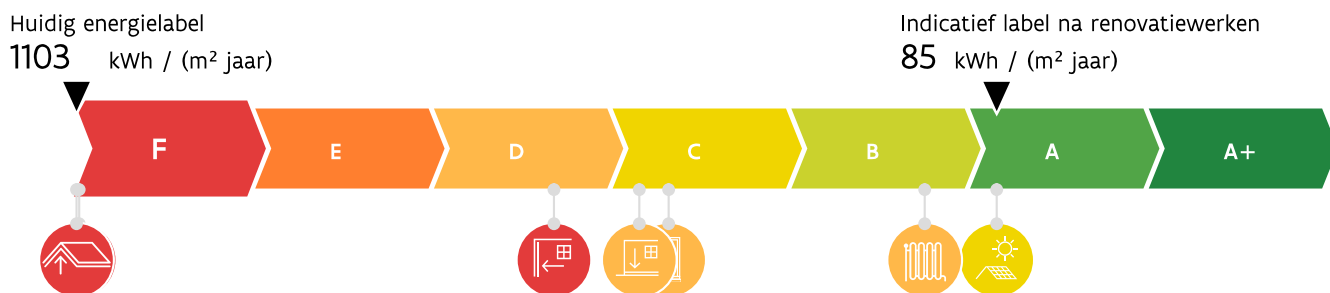 Huidig energielabel
1103 kWh / (m² jaar)
Indicatief label na renovatiewerken
85 kWh / (m² jaar)
F E D C B A A+